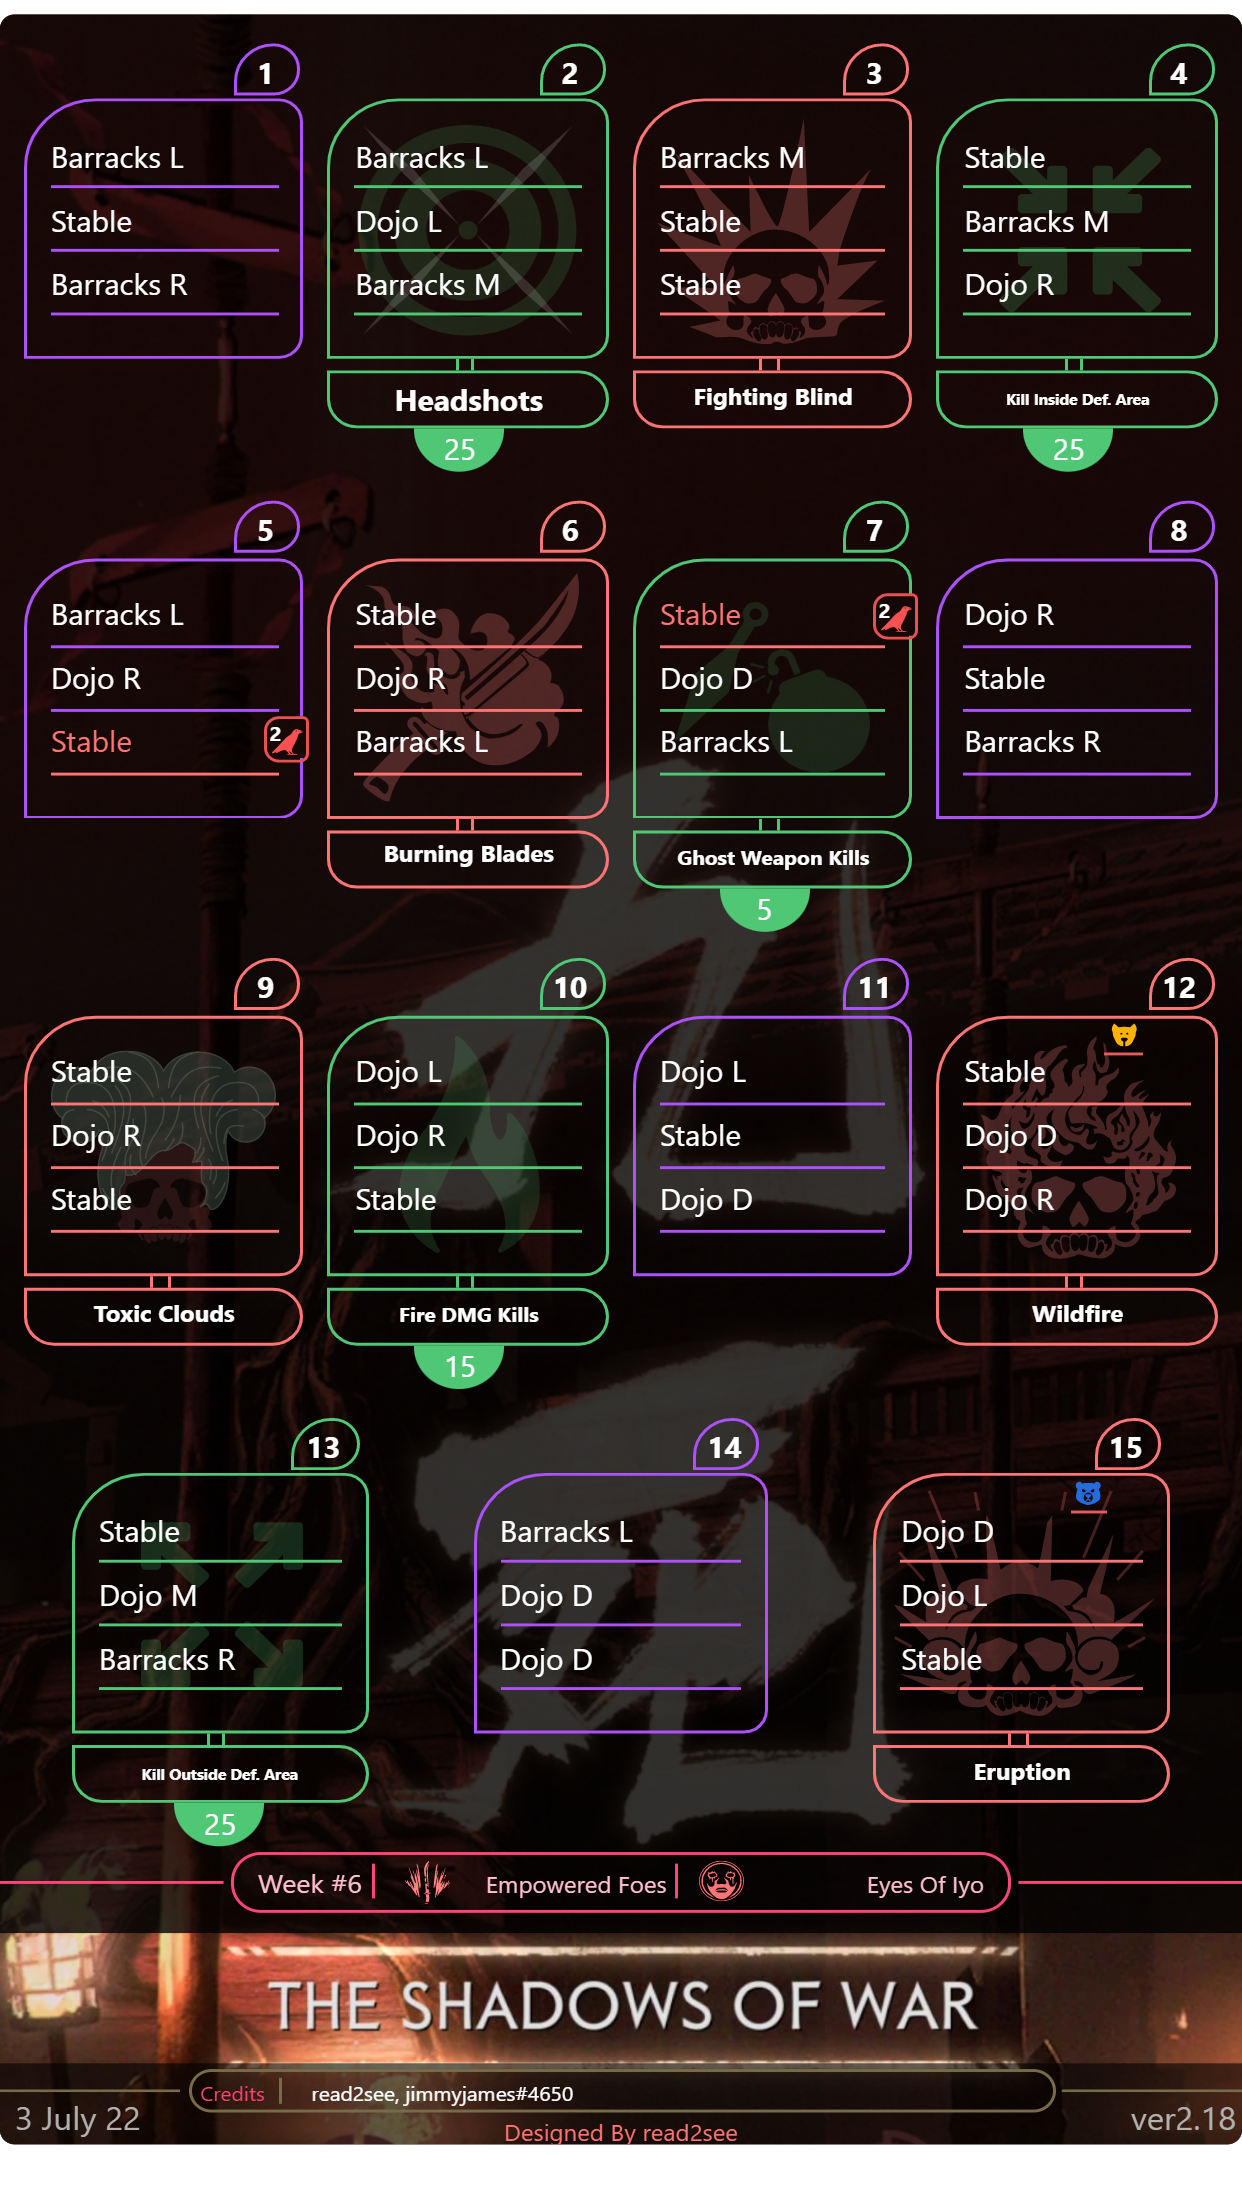 1
Barracks L
Stable
Barracks R
2
Barracks L
Dojo L
Barracks M
Headshots
25
3
Barracks M
Stable
Stable
Fighting Blind
4
Stable
Barracks M
Dojo R
Kill Inside Def. Area
25
5
Barracks L
Dojo R
Stable
2
6
Stable
Dojo R
Barracks L
Burning Blades
7
Stable
2
Dojo D
Barracks L
Ghost Weapon Kills
5
8
Dojo R
Stable
Barracks R
9
Stable
Dojo R
Stable
Toxic Clouds
10
Dojo L
Dojo R
Stable
Fire DMG Kills
15
11
Dojo L
Stable
Dojo D
12
Stable
Dojo D
Dojo R
Wildfire
13
Stable
Dojo M
Barracks R
Kill Outside Def. Area
25
14
Barracks L
Dojo D
Dojo D
15
Dojo D
Dojo L
Stable
Eruption
Week #6
Empowered Foes
Eyes Of Iyo
THE SHADOWS OF WAR
Credits
read2see, jimmyjames#4650
3 July 22
Designed By read2see
ver2.18